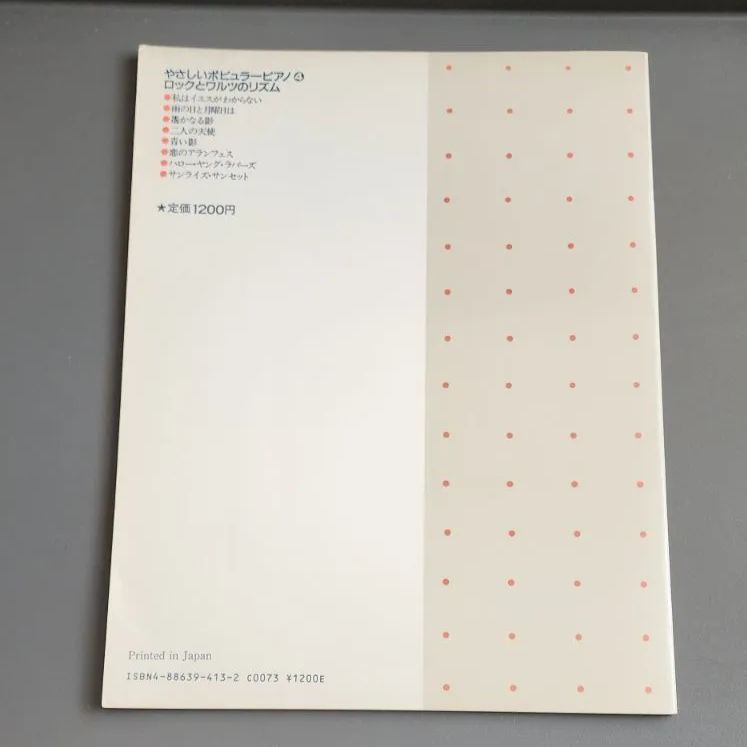 やさしいポピュラーピアノ④
ロックとワルツのリズム
●私はイエスがわからない
●雨の日と月曜日は
●遙かなる影
●二人の天使
●青い影
●恋のアランフェス
●ハロー・ヤング・ラバーズ
●サンライズ・サンセット
★定価1200円
Printed in Japan
ISBN4-88639-413-2 C0073 ¥1200E